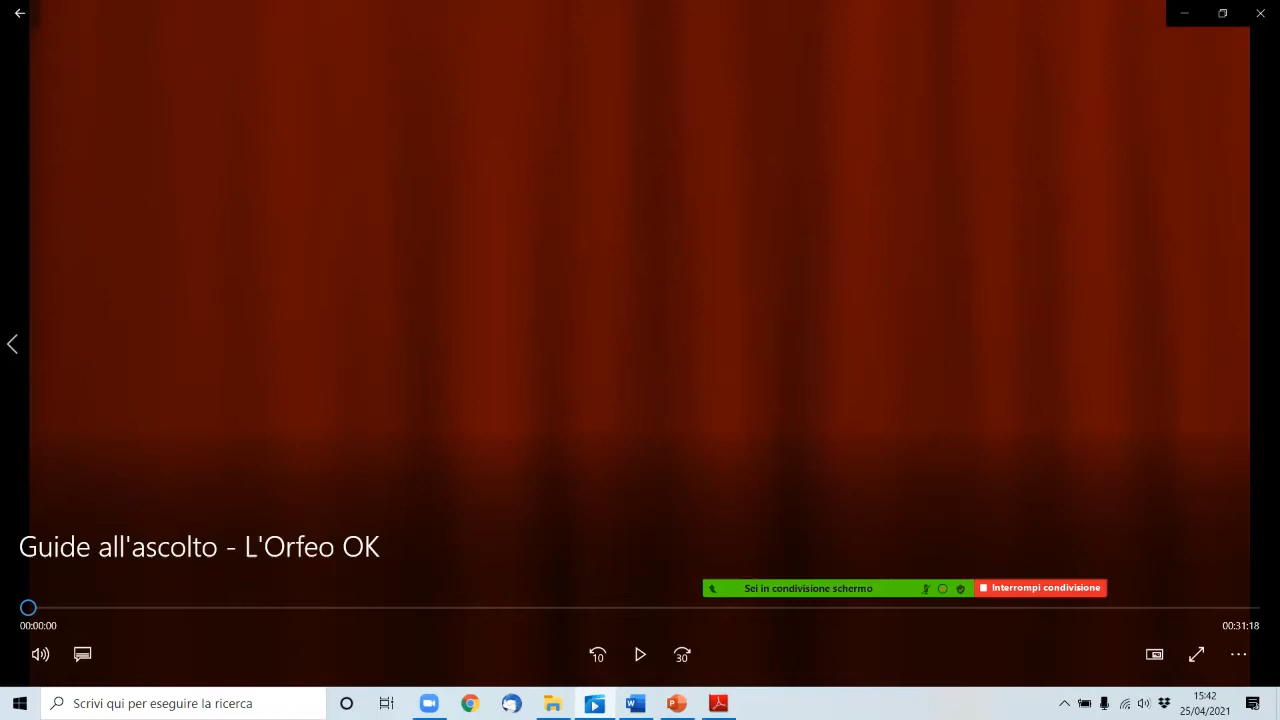 Guide all'ascolto - L'Orfeo OK
Sei in condivisione schermo
Interrompi condivisione
00:00:00
00:31:18
10
30
Scrivi qui per eseguire la ricerca
15:42
25/04/2021